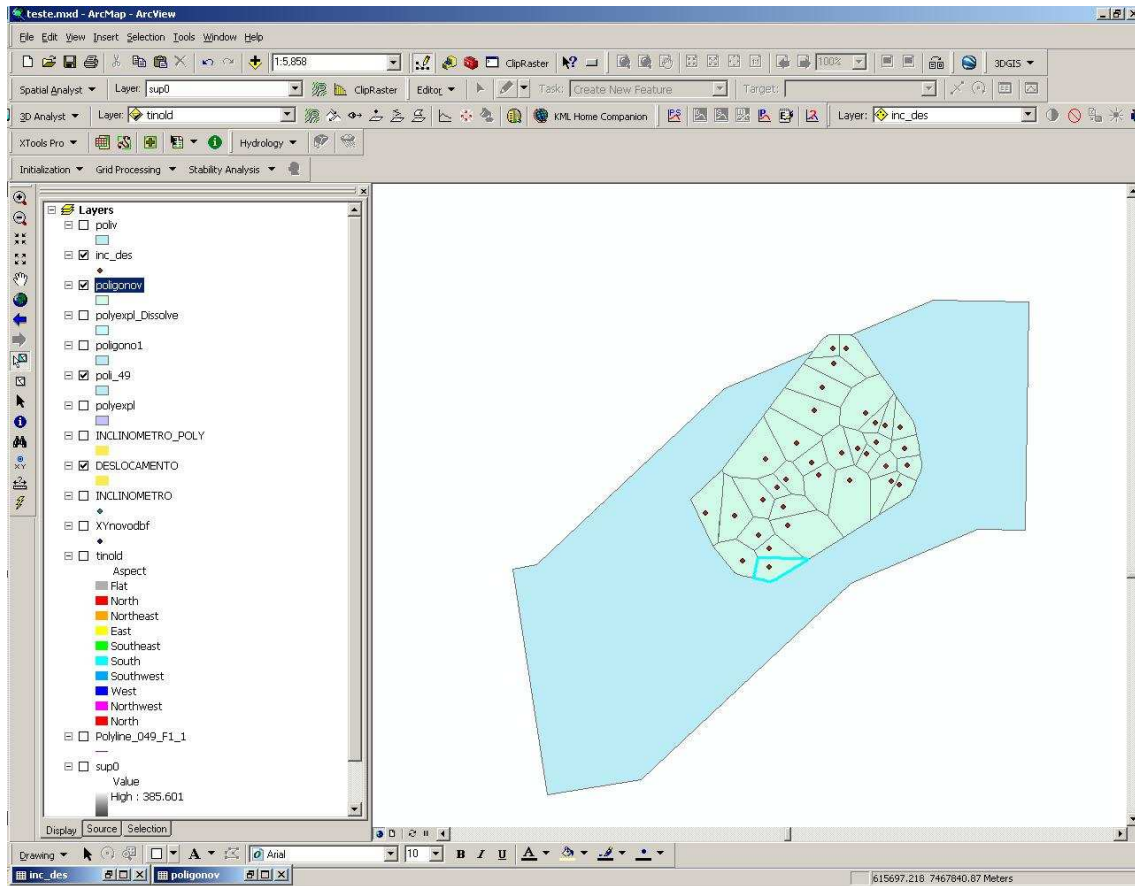 teste.mxd - ArcMap - ArcView
File Edit View Insert Selection Tools Window Help
1:5,858 ClipRaster 100% 3DGIS
Spatial Analyst Layer: sup0 ClipRaster Editor Task: Create New Feature Target:
3D Analyst Layer: tinold KML Home Companion Layer: inc_des
XTools Pro Hydrology
Initialization Grid Processing Stability Analysis
Layers
poliv
inc_des
poligonov
polyexpl_Dissolve
poligono1
poli_49
polyexpl
INCLINOMETRO_POLY
DESLOCAMENTO
INCLINOMETRO
XYnovodbf
tinold
Aspect
Flat
North
Northeast
East
Southeast
South
Southwest
West
Northwest
North
Polyline_049_F1_1
sup0
Value
High : 385.601
Display Source Selection
Drawing A Arial 10 B I U A
inc_des poligonov
615697.218 7467840.87 Meters